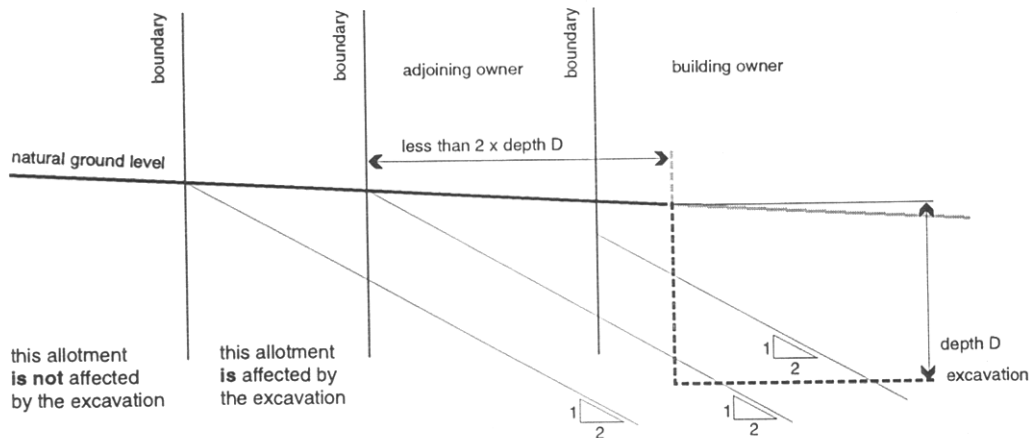 boundary
boundary
boundary
adjoining owner
building owner
less than 2 x depth D
natural ground level
this allotment
is not affected
by the excavation
this allotment
is affected by
the excavation
1
2
1
2
1
2
depth D
excavation